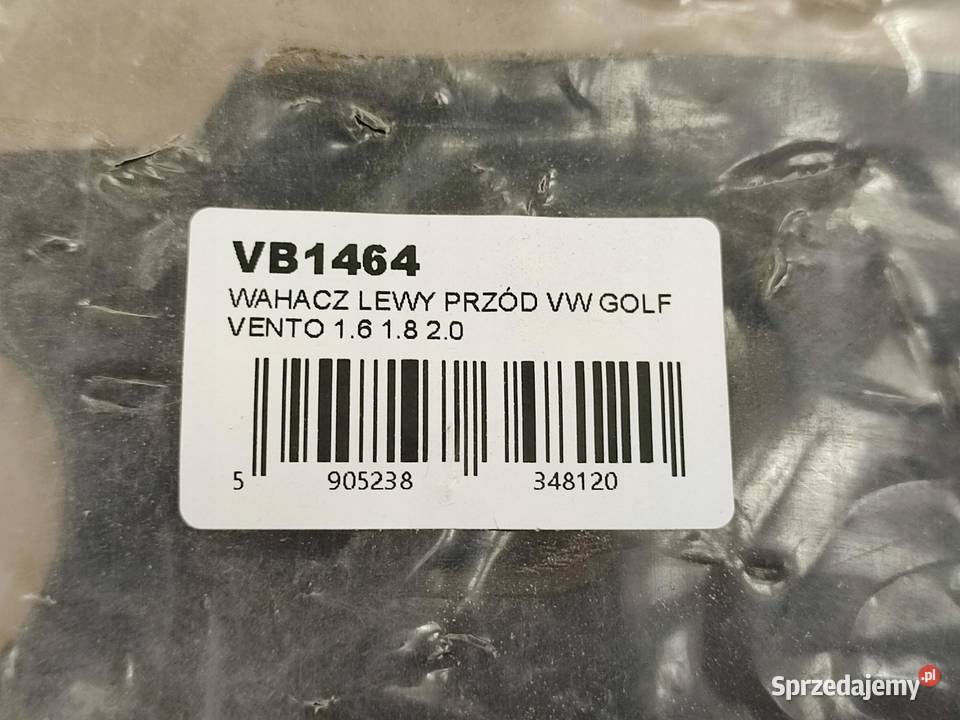 VB1464
WAHACZ LEWY PRZÓD VW GOLF
VENTO 1.6 1.8 2.0
5 905238 348120
Sprzedajemy.pl